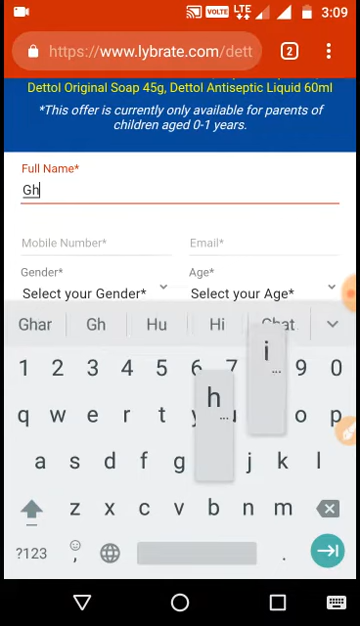 VOLTE LTE 3:09
https://www.lybrate.com/dett 2
Dettol Original Soap 45g, Dettol Antiseptic Liquid 60ml
*This offer is currently only available for parents of
children aged 0-1 years.
Full Name*
Gh
Mobile Number* Email*
Gender* Age*
Select your Gender* Select your Age*
Ghar Gh Hu Hi Ghat
i
1 2 3 4 5 6 7 9 0
h
q w e r t y u o p
a s d f g j k l
z x c v b n m
?123 , .